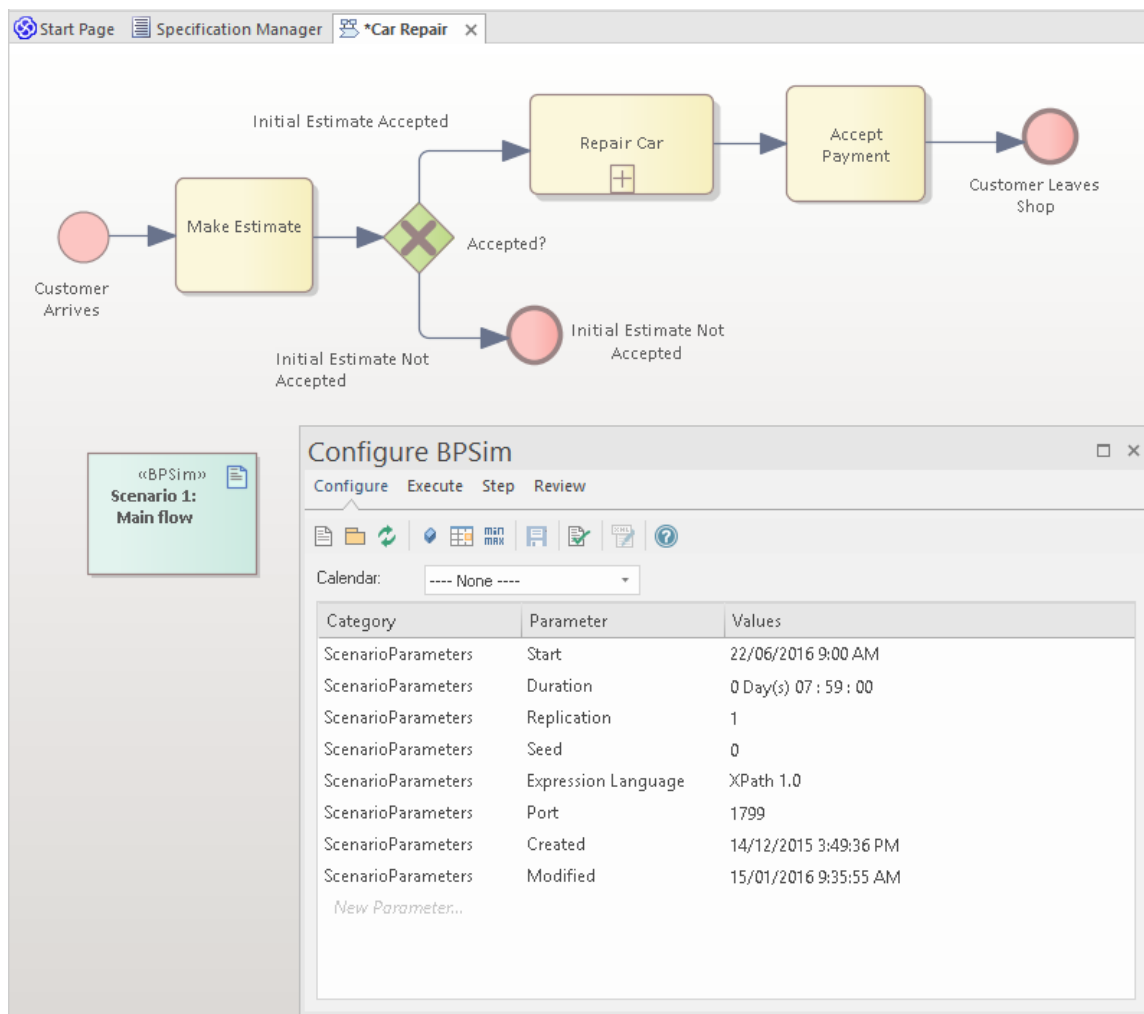 Start Page Specification Manager *Car Repair
Initial Estimate Accepted
Repair Car
Accept
Payment
Customer Leaves
Shop
Make Estimate
Accepted?
Customer
Arrives
Initial Estimate Not
Accepted
Initial Estimate Not
Accepted
«BPSim»
Scenario 1:
Main flow
Configure BPSim
Configure Execute Step Review
min
max
XML
Calendar: ---- None ----
Category Parameter Values
ScenarioParameters Start 22/06/2016 9:00 AM
ScenarioParameters Duration 0 Day(s) 07 : 59 : 00
ScenarioParameters Replication 1
ScenarioParameters Seed 0
ScenarioParameters Expression Language XPath 1.0
ScenarioParameters Port 1799
ScenarioParameters Created 14/12/2015 3:49:36 PM
ScenarioParameters Modified 15/01/2016 9:35:55 AM
New Parameter...